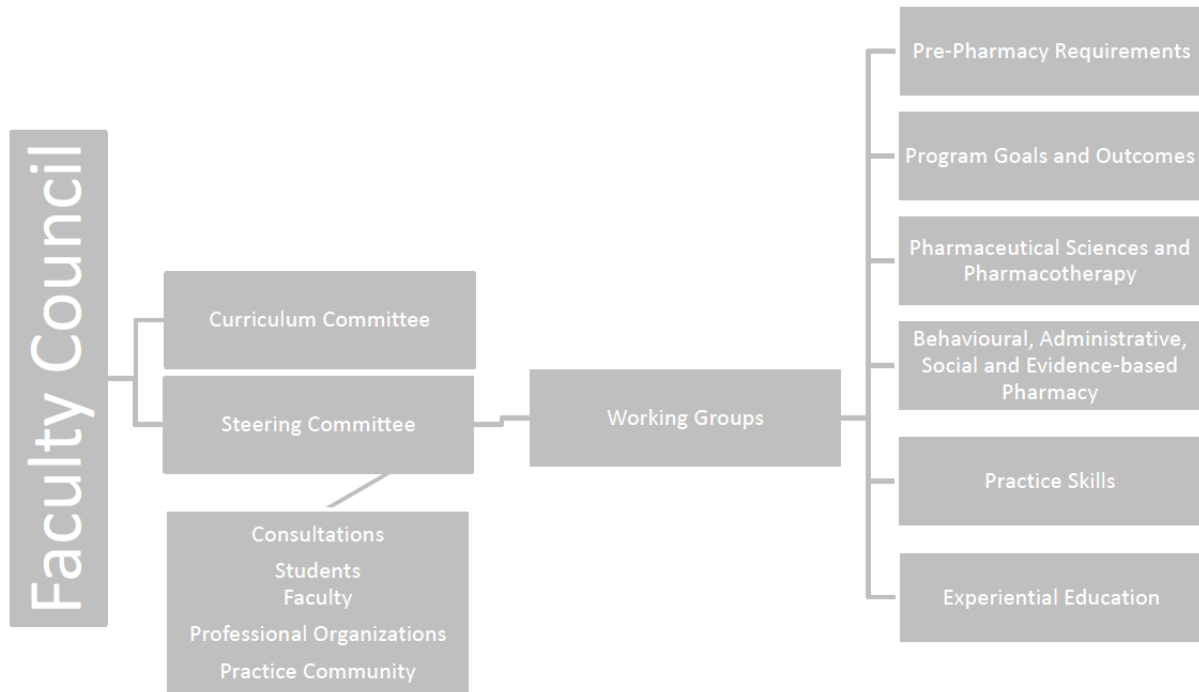 Faculty Council
Curriculum Committee
Steering Committee
Consultations
Students
Faculty
Professional Organizations
Practice Community
Working Groups
Pre-Pharmacy Requirements
Program Goals and Outcomes
Pharmaceutical Sciences and
Pharmacotherapy
Behavioural, Administrative,
Social and Evidence-based
Pharmacy
Practice Skills
Experiential Education